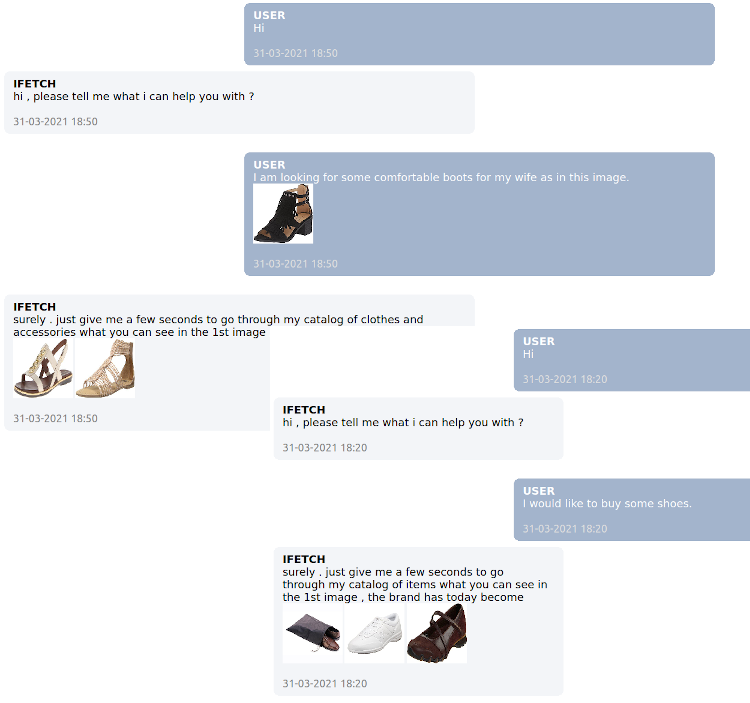 USER
Hi
31-03-2021 18:50
IFETCH
hi , please tell me what i can help you with ?
31-03-2021 18:50
USER
I am looking for some comfortable boots for my wife as in this image.
31-03-2021 18:50
IFETCH
surely . just give me a few seconds to go through my catalog of clothes and
accessories what you can see in the 1st image
31-03-2021 18:50
USER
Hi
31-03-2021 18:20
IFETCH
hi , please tell me what i can help you with ?
31-03-2021 18:20
USER
I would like to buy some shoes.
31-03-2021 18:20
IFETCH
surely . just give me a few seconds to go
through my catalog of items what you can see in
the 1st image , the brand has today become
31-03-2021 18:20